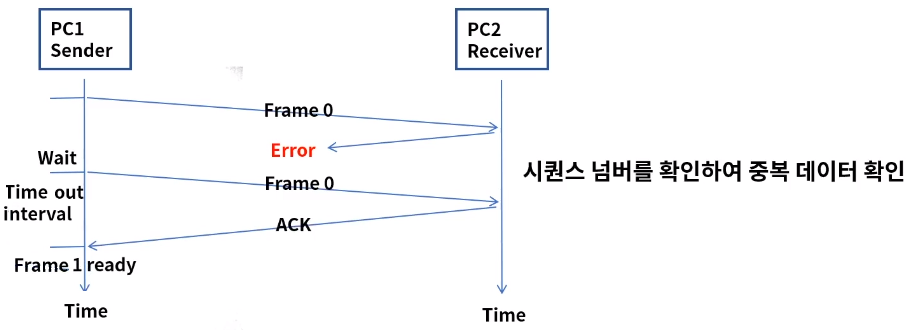 PC1
Sender
PC2
Receiver
Frame 0
Error
Wait
시퀀스 넘버를 확인하여 중복 데이터 확인
Time out
interval
Frame 0
ACK
Frame 1 ready
Time
Time